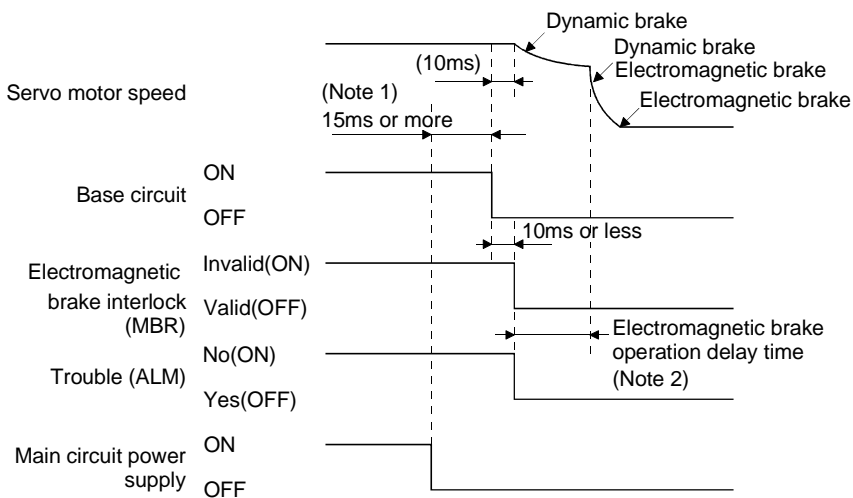 Dynamic brake
Dynamic brake
Electromagnetic brake
Electromagnetic brake
(10ms)
Servo motor speed
(Note 1)
15ms or more
Base circuit
ON
OFF
10ms or less
Electromagnetic
brake interlock
(MBR)
Invalid(ON)
Valid(OFF)
Electromagnetic brake
operation delay time
(Note 2)
Trouble (ALM)
No(ON)
Yes(OFF)
Main circuit power
supply
ON
OFF